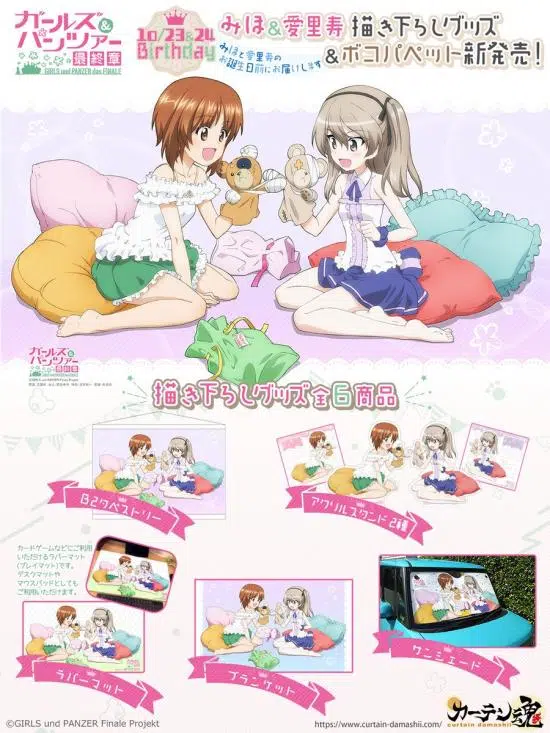 ガールズ&
パンツァー
最終章
GIRLS und PANZER das FINALE
10/23&24
Birthday
みほ&愛里寿 描き下ろしグッズ
&ボコパペット新発売!
みほと愛里寿の
お誕生日前にお届けします
ガールズ&
パンツァー
最終章
©GIRLS und PANZER Finale Projekt
描き下ろしグッズ全6商品
B2タペストリー
アクリルスタンド2種
カードゲームなどにご利用
いただけるラバーマット
(プレイマット)です。
デスクマットや
マウスパッドとしても
ご利用いただけます。
ラバーマット
ブランケット
サンシェード
©GIRLS und PANZER Finale Projekt
https://www.curtain-damashii.com/
カーテン魂
curtain damashii